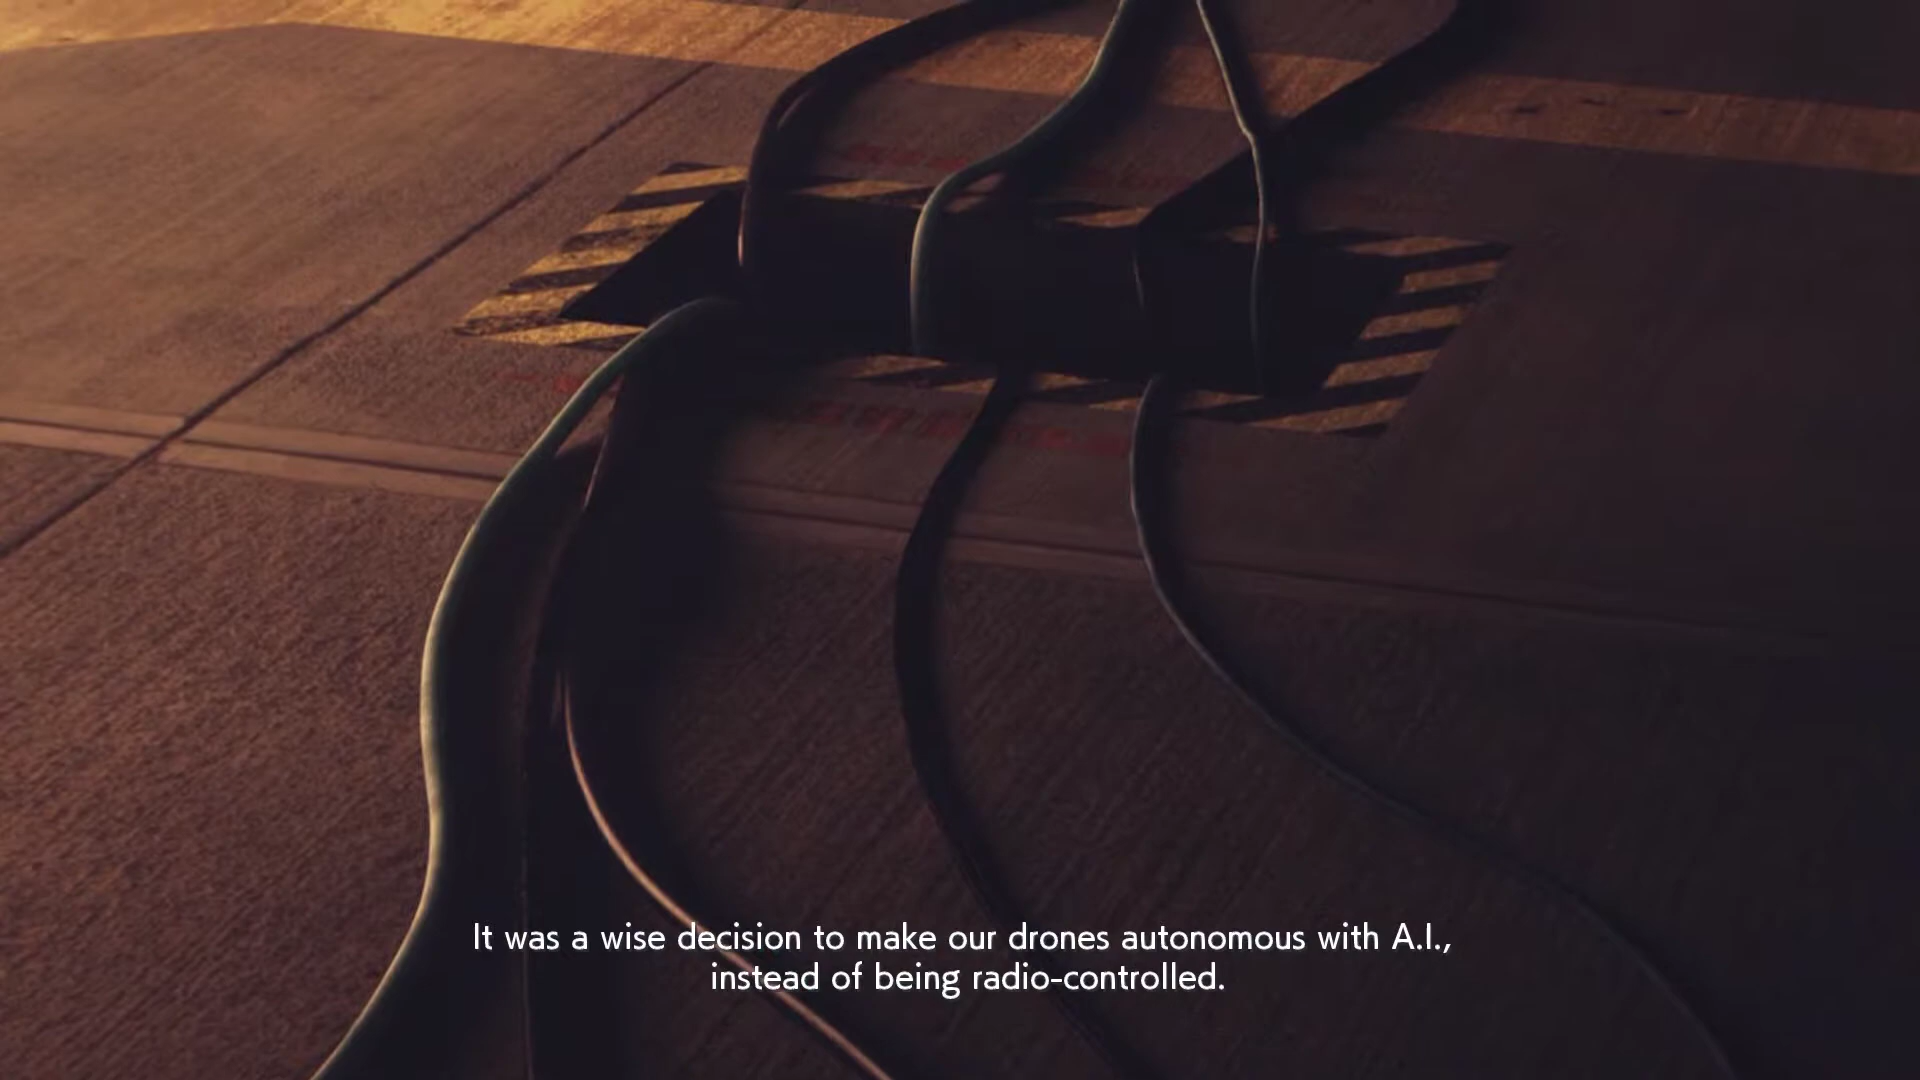 It was a wise decision to make our drones autonomous with A.I.,
instead of being radio-controlled.